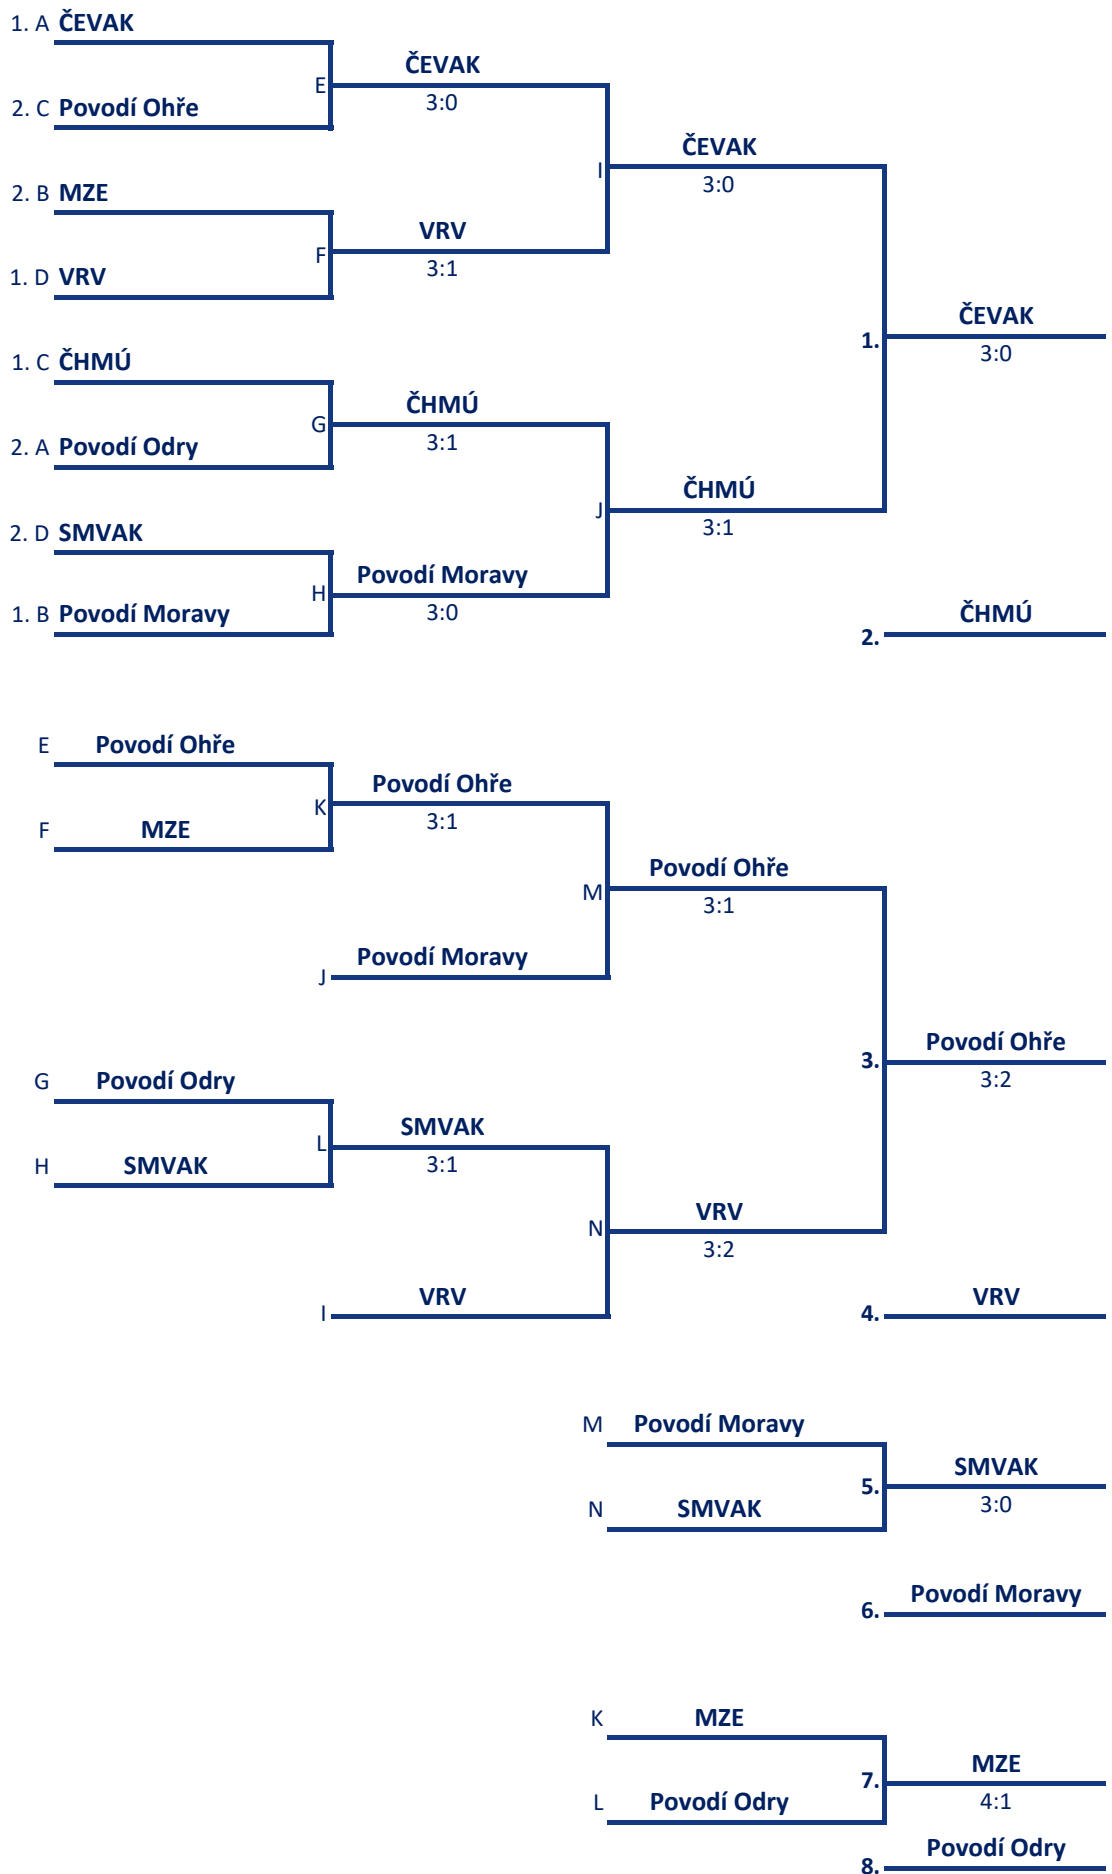 1. A ČEVAK
ČEVAK
E
3:0
2. C Povodí Ohře
ČEVAK
I
3:0
2. B MZE
VRV
F
3:1
1. D VRV
ČEVAK
1.
3:0
1. C ČHMÚ
ČHMÚ
G
3:1
2. A Povodí Odry
ČHMÚ
J
3:1
2. D SMVAK
Povodí Moravy
H
3:0
1. B Povodí Moravy
ČHMÚ
2.
E Povodí Ohře
Povodí Ohře
K
3:1
F MZE
Povodí Ohře
M
3:1
Povodí Moravy
J
Povodí Ohře
3.
3:2
G Povodí Odry
SMVAK
L
3:1
H SMVAK
VRV
N
3:2
VRV
I
VRV
4.
M Povodí Moravy
SMVAK
5.
3:0
N SMVAK
Povodí Moravy
6.
K MZE
MZE
7.
4:1
L Povodí Odry
Povodí Odry
8.